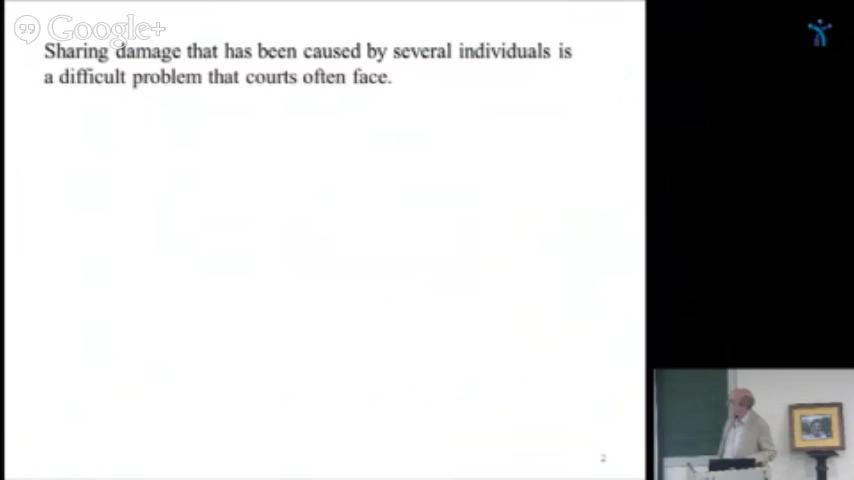 Google+
Sharing damage that has been caused by several individuals is
a difficult problem that courts often face.
2